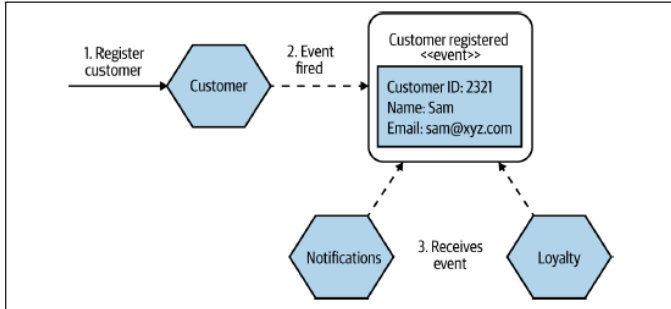 1. Register
customer
Customer
2. Event
fired
Customer registered
<<event>>
Customer ID: 2321
Name: Sam
Email: sam@xyz.com
Notifications
3. Receives
event
Loyalty